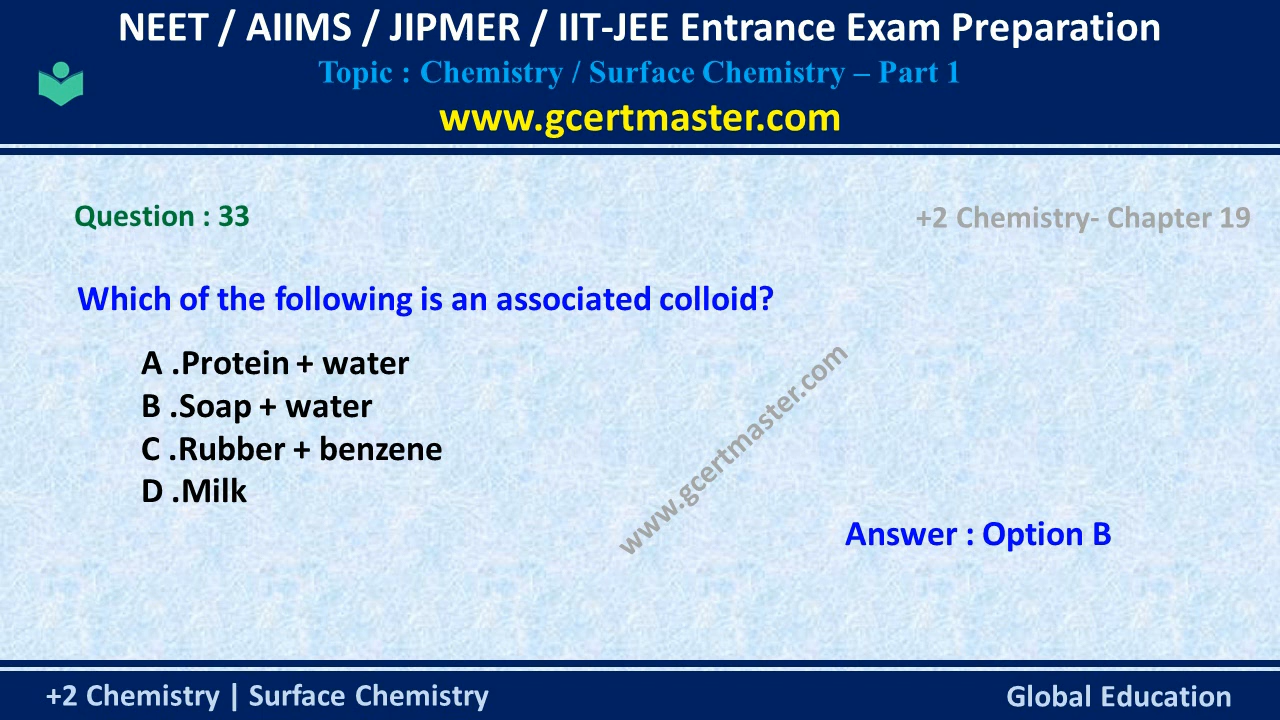 NEET / AIIMS / JIPMER / IIT-JEE Entrance Exam Preparation
Topic : Chemistry / Surface Chemistry – Part 1
www.gcertmaster.com
Question : 33
+2 Chemistry- Chapter 19
Which of the following is an associated colloid?
A .Protein + water
B .Soap + water
C .Rubber + benzene
D .Milk
www.gcertmaster.com
Answer : Option B
+2 Chemistry | Surface Chemistry
Global Education